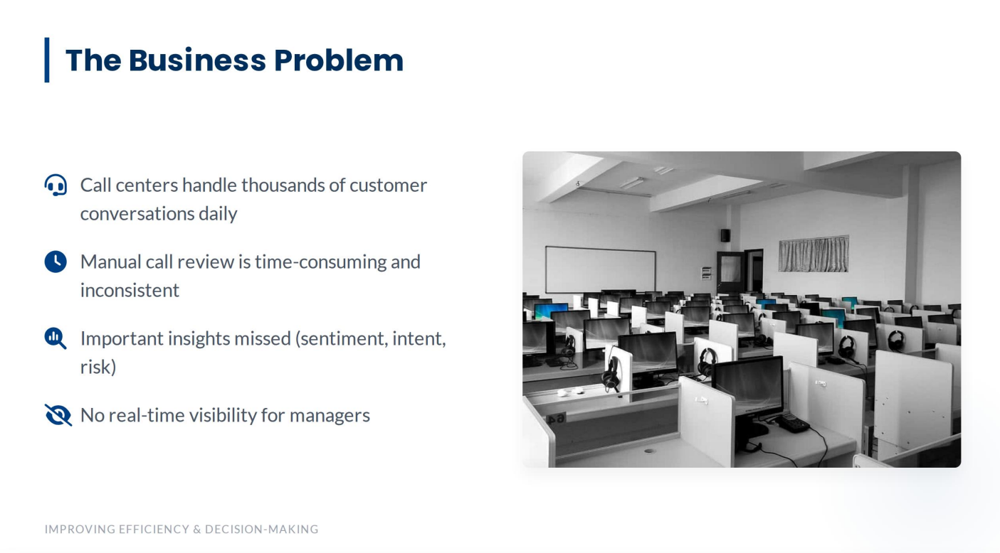 The Business Problem
Call centers handle thousands of customer
conversations daily
Manual call review is time-consuming and
inconsistent
Important insights missed (sentiment, intent,
risk)
No real-time visibility for managers
IMPROVING EFFICIENCY & DECISION-MAKING